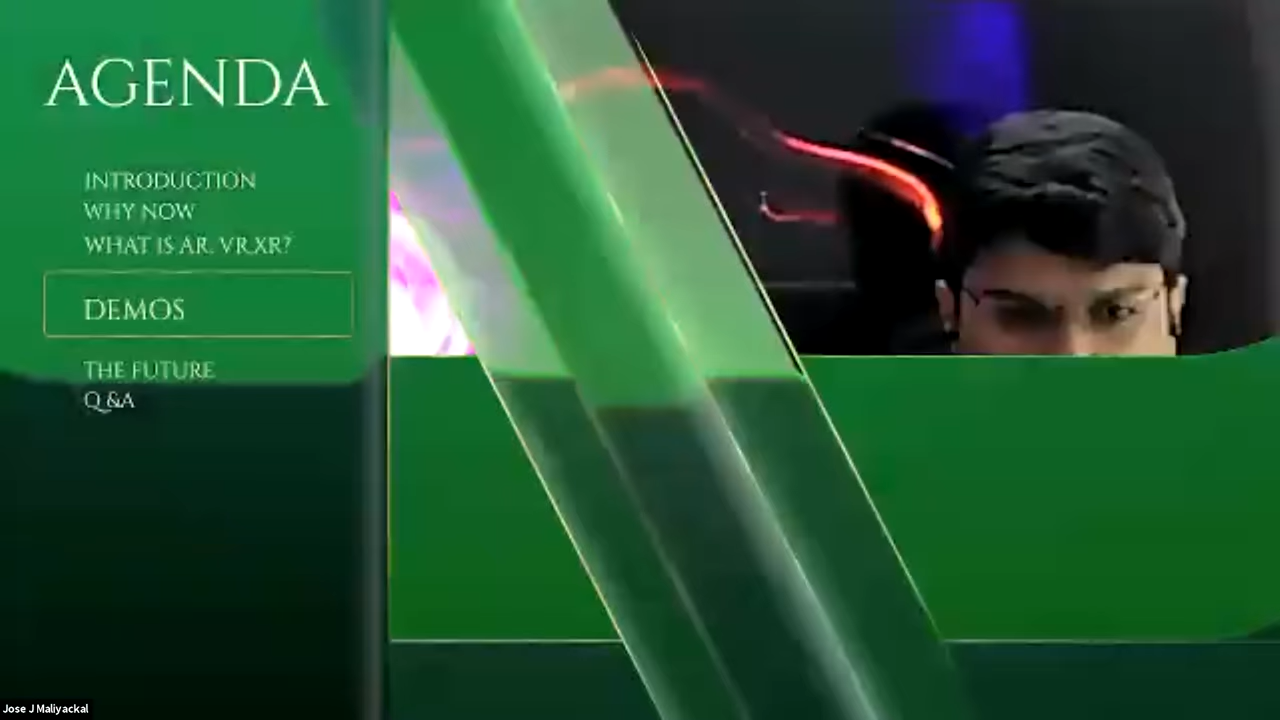 AGENDA
INTRODUCTION
WHY NOW
WHAT IS AR, VR,XR?
DEMOS
THE FUTURE
Q &A
Jose J Maliyackal